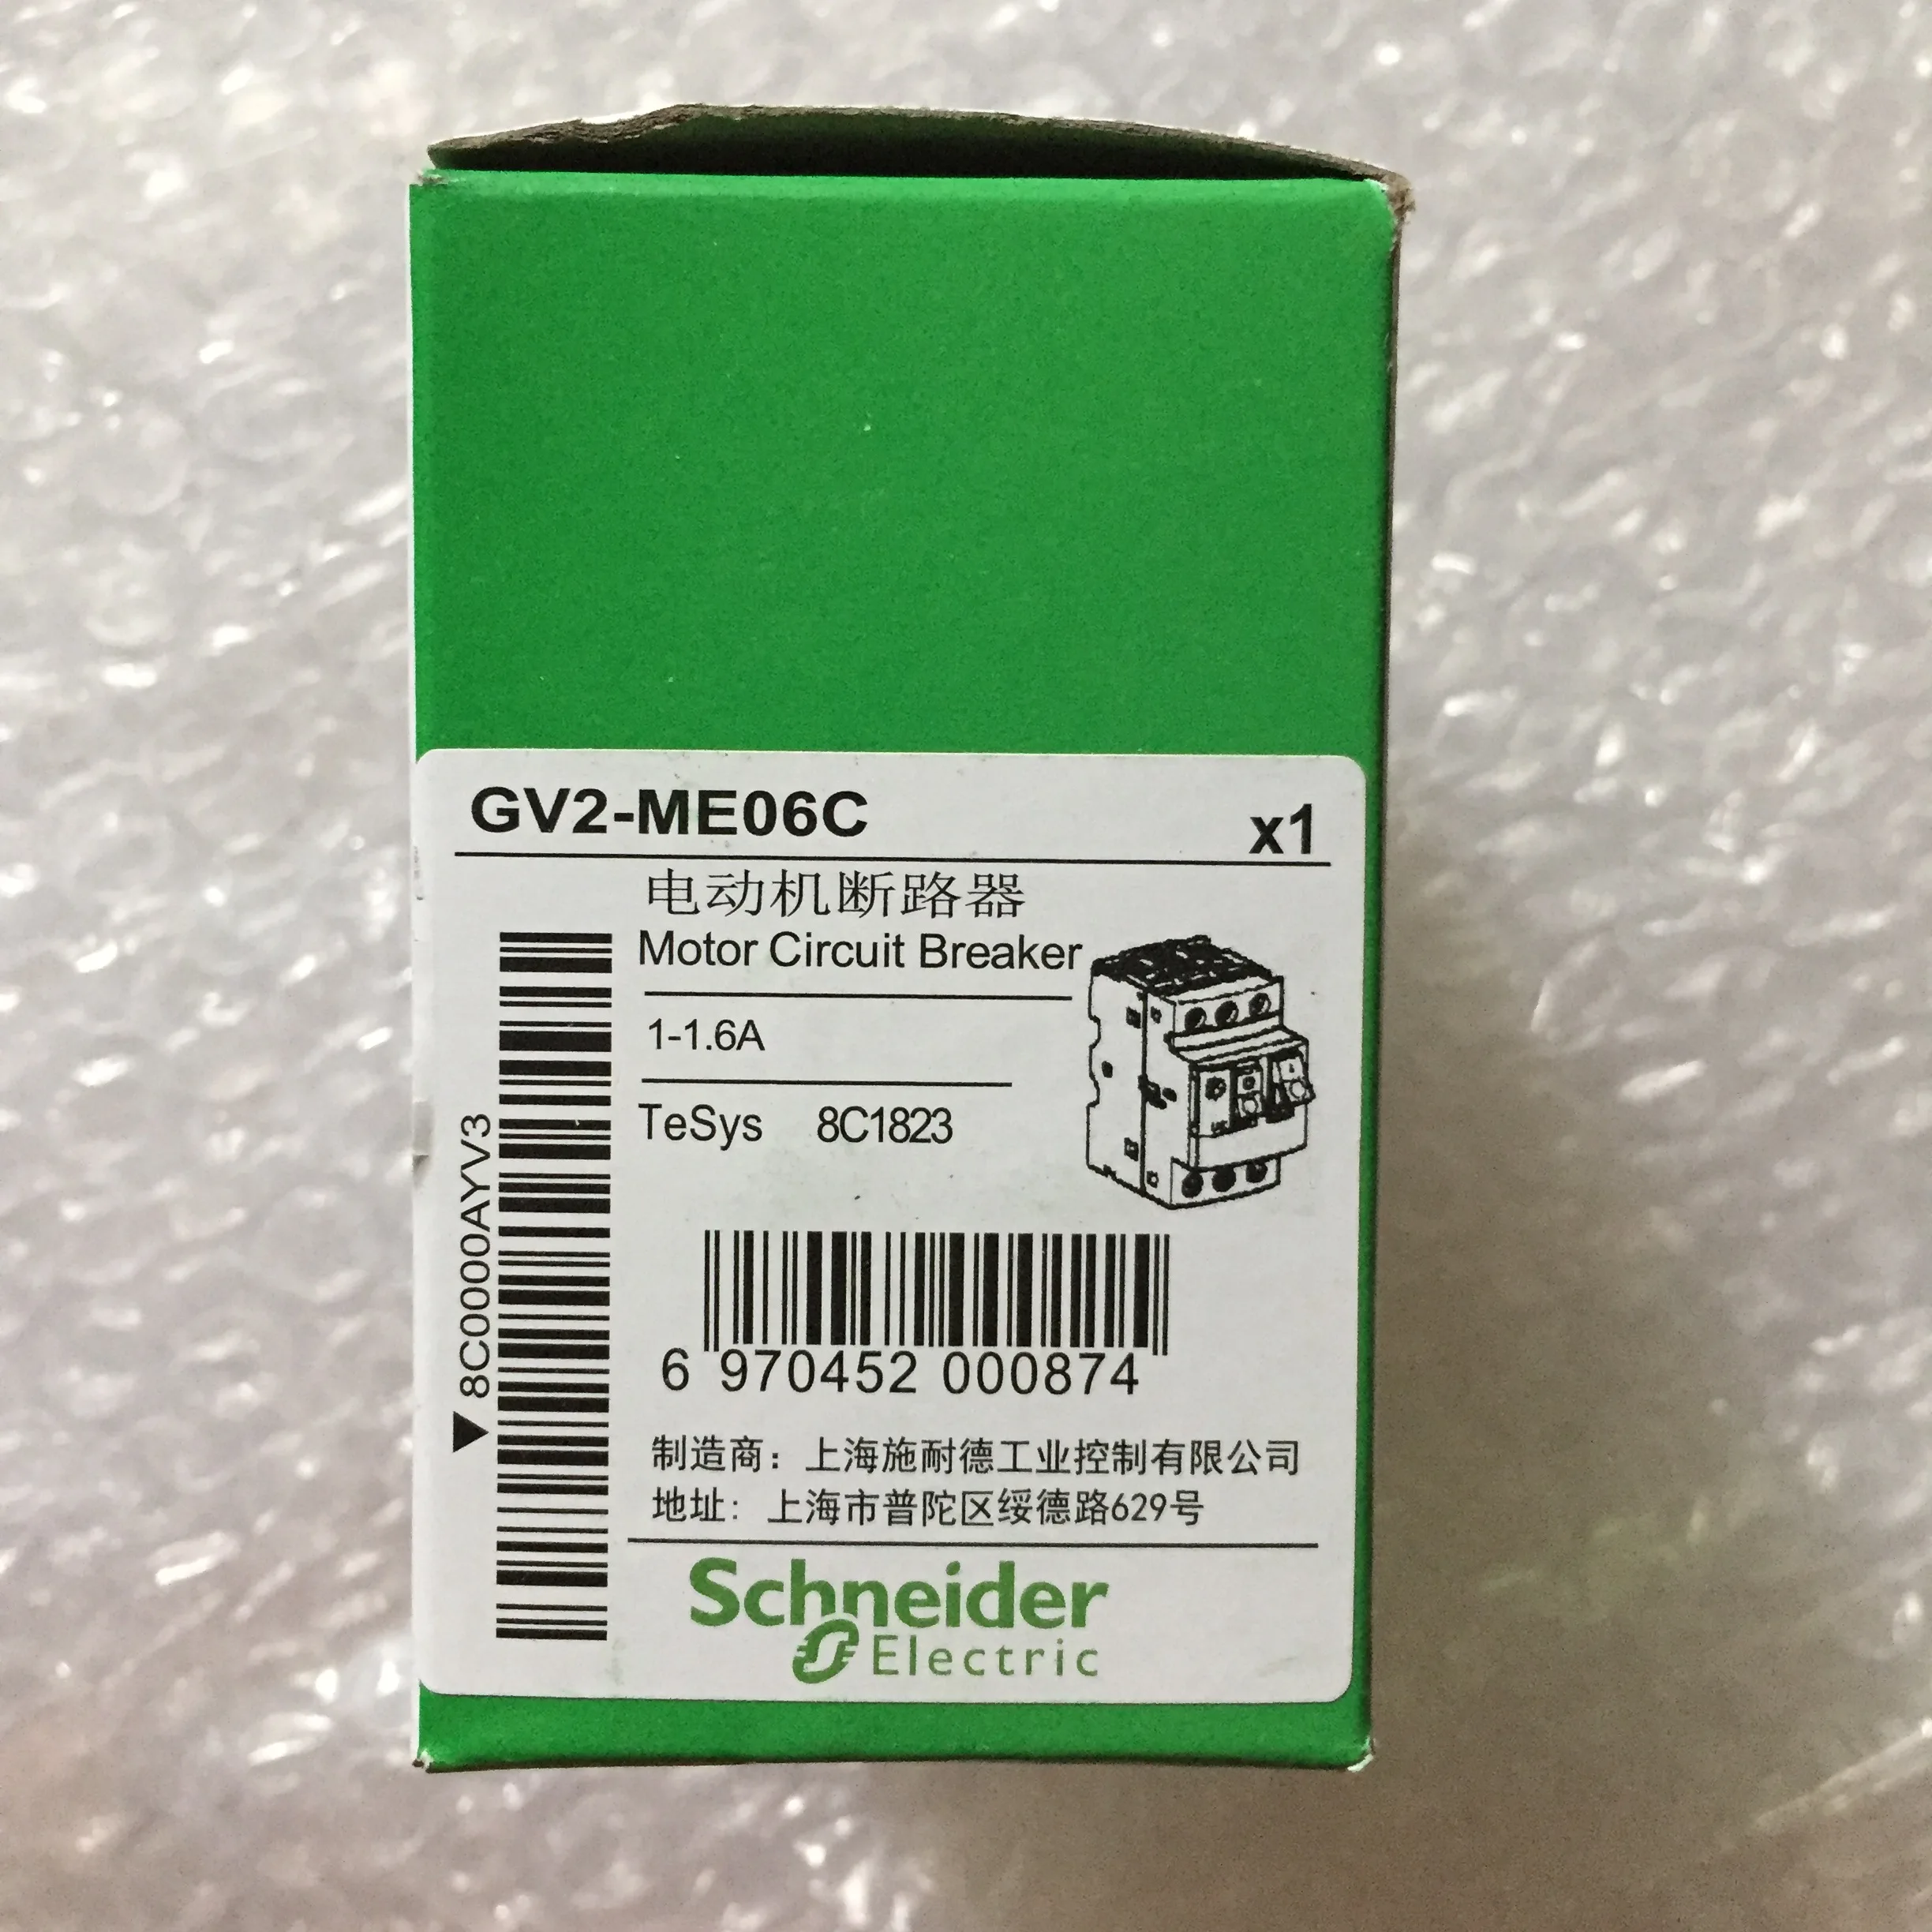 GV2-ME06C x1
电动机断路器
Motor Circuit Breaker
1-1.6A
TeSys 8C1823
8C0000AYV3
6 970452 000874
制造商：上海施耐德工业控制有限公司
地址：上海市普陀区绥德路629号
Schneider
Electric